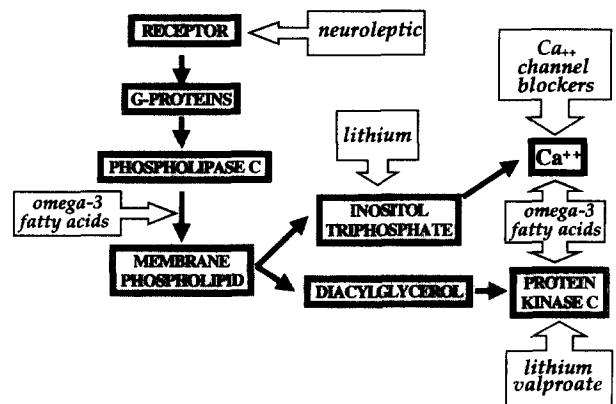 RECEPTOR
neuroleptic
G-PROTEINS
PHOSPHOLIPASE C
omega-3
fatty acids
MEMBRANE
PHOSPHOLIPID
lithium
INOSITOL
TRIPHOSPHATE
DIACYLGLYCEROL
Ca++
channel
blockers
Ca++
omega-3
fatty acids
PROTEIN
KINASE C
lithium
valproate